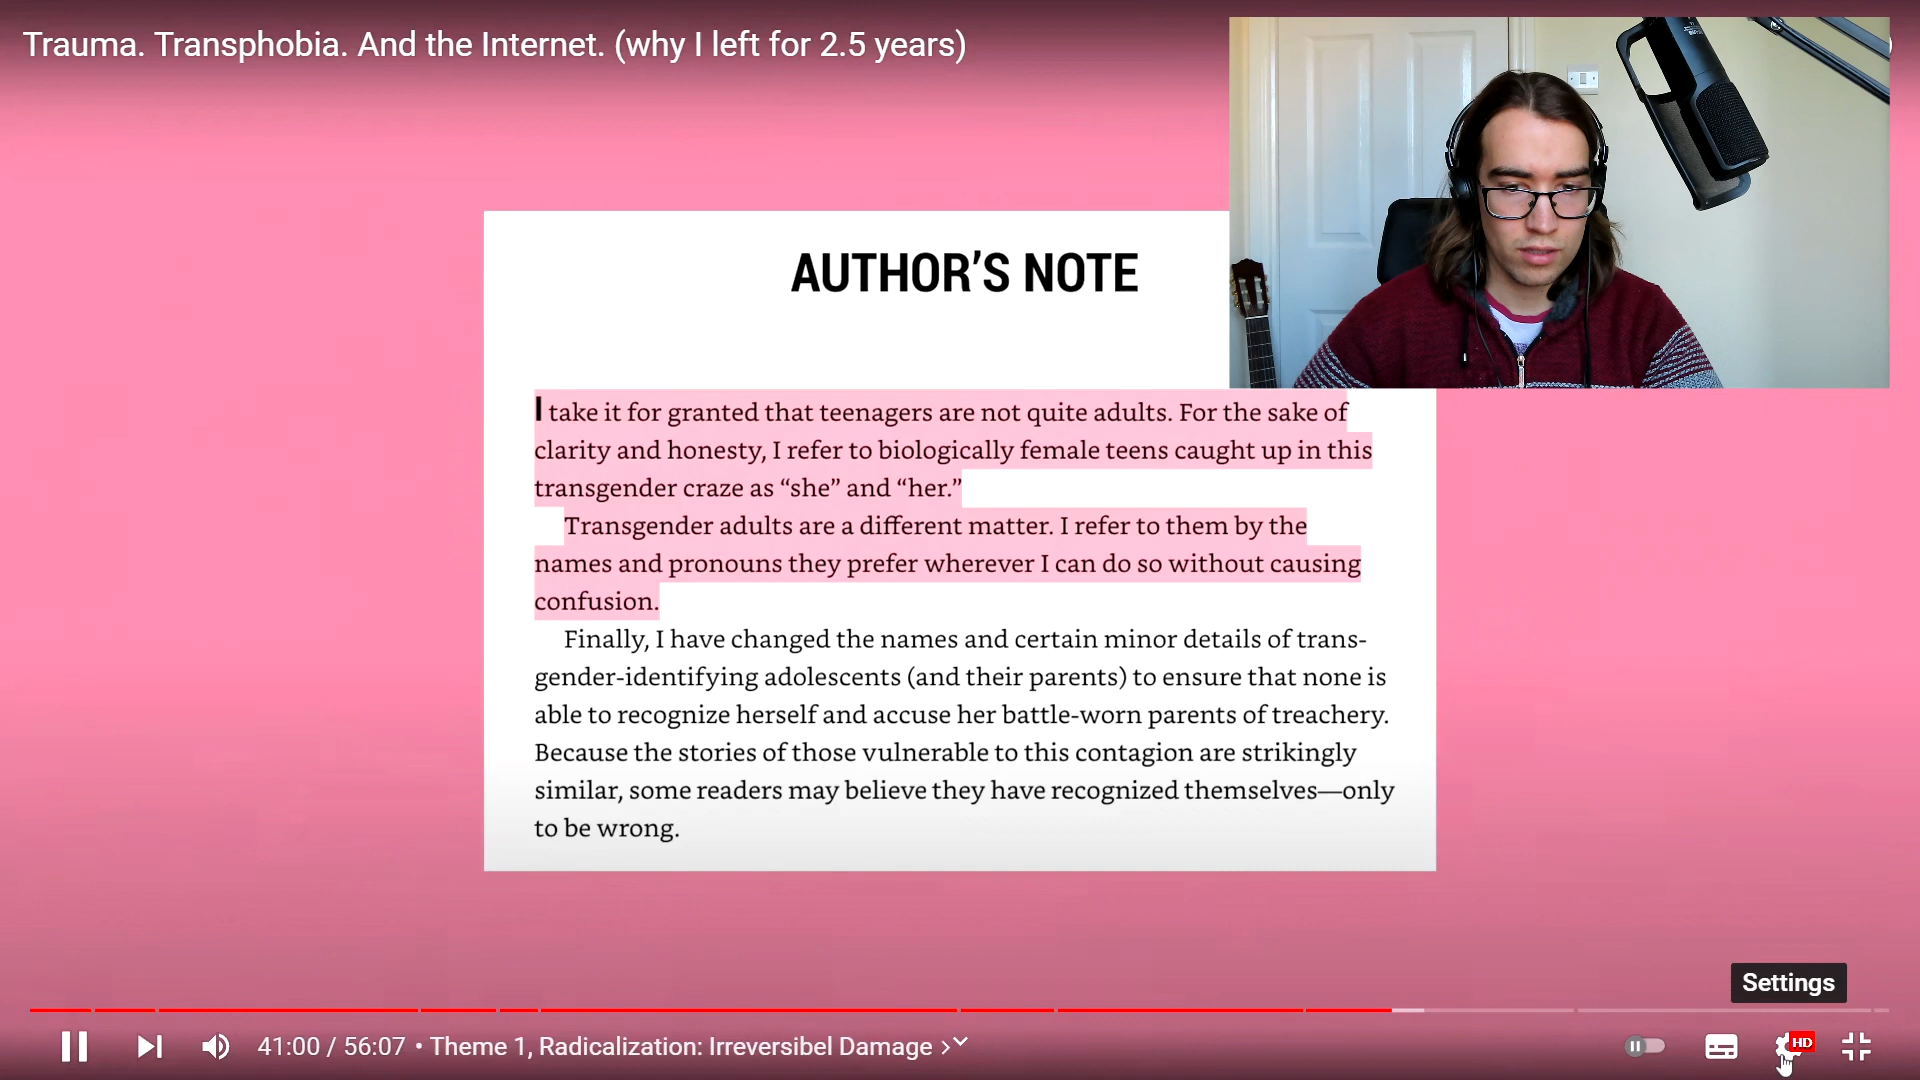 Trauma. Transphobia. And the Internet. (why I left for 2.5 years)
AUTHOR’S NOTE
I take it for granted that teenagers are not quite adults. For the sake of
clarity and honesty, I refer to biologically female teens caught up in this
transgender craze as “she” and “her.”
Transgender adults are a different matter. I refer to them by the
names and pronouns they prefer wherever I can do so without causing
confusion.
Finally, I have changed the names and certain minor details of trans-
gender-identifying adolescents (and their parents) to ensure that none is
able to recognize herself and accuse her battle-worn parents of treachery.
Because the stories of those vulnerable to this contagion are strikingly
similar, some readers may believe they have recognized themselves—only
to be wrong.
Settings
41:00 / 56:07 • Theme 1, Radicalization: Irreversibel Damage
HD